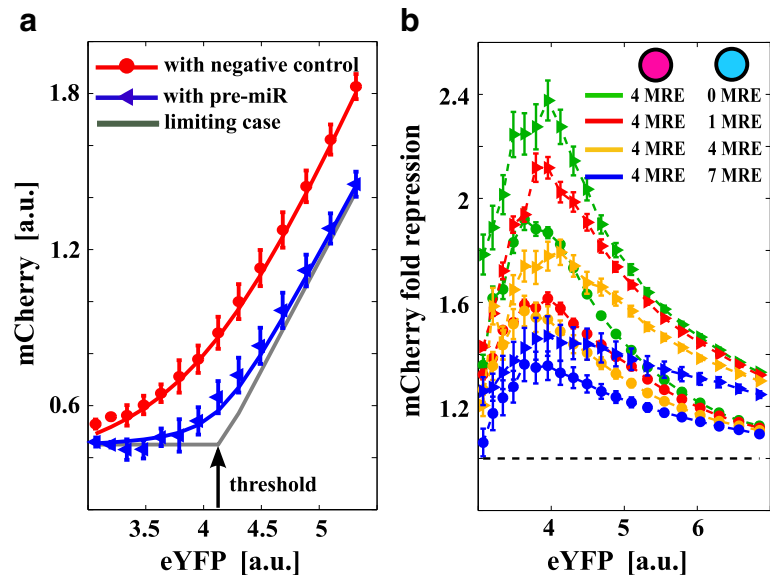 a
with negative control
with pre-miR
limiting case
mCherry [a.u.]
1.8
1.2
0.6
threshold
3.5 4 4.5 5
eYFP [a.u.]
b
4 MRE 0 MRE
4 MRE 1 MRE
4 MRE 4 MRE
4 MRE 7 MRE
mCherry fold repression
2.4
2
1.6
1.2
4 5 6
eYFP [a.u.]